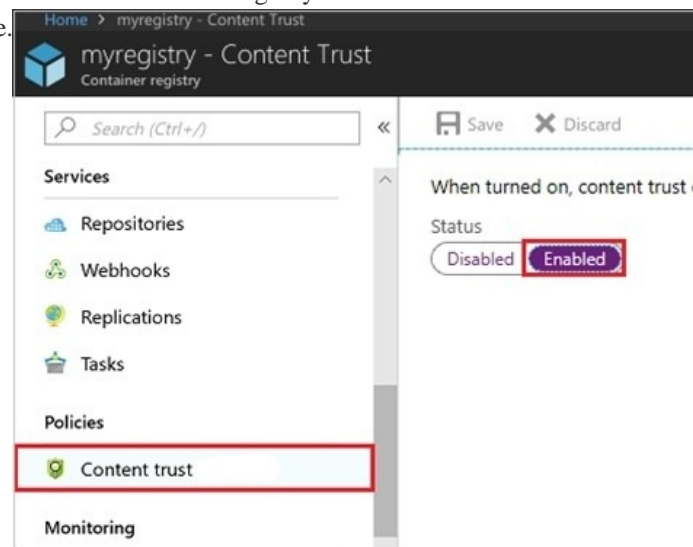 e.
Home > myregistry - Content Trust
myregistry - Content Trust
Container registry
Search (Ctrl+/)
«
Save
Discard
Services
When turned on, content trust
Repositories
Status
Webhooks
Disabled
Enabled
Replications
Tasks
Policies
Content trust
Monitoring